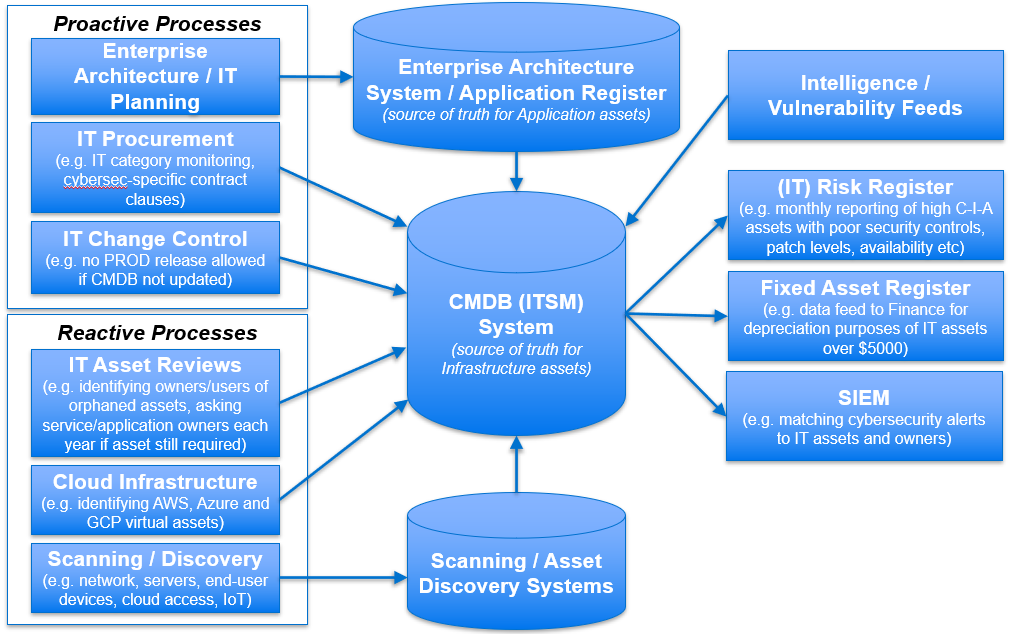 Proactive Processes
Enterprise
Architecture / IT
Planning
IT Procurement
(e.g. IT category monitoring,
cybersec-specific contract
clauses)
IT Change Control
(e.g. no PROD release allowed
if CMDB not updated)
Reactive Processes
IT Asset Reviews
(e.g. identifying owners/users of
orphaned assets, asking
service/application owners each
year if asset still required)
Cloud Infrastructure
(e.g. identifying AWS, Azure and
GCP virtual assets)
Scanning / Discovery
(e.g. network, servers, end-user
devices, cloud access, IoT)
Enterprise Architecture
System / Application Register
(source of truth for Application assets)
CMDB (ITSM)
System
(source of truth for
Infrastructure assets)
Scanning / Asset
Discovery Systems
Intelligence /
Vulnerability Feeds
(IT) Risk Register
(e.g. monthly reporting of high C-I-A
assets with poor security controls,
patch levels, availability etc)
Fixed Asset Register
(e.g. data feed to Finance for
depreciation purposes of IT assets
over $5000)
SIEM
(e.g. matching cybersecurity alerts
to IT assets and owners)